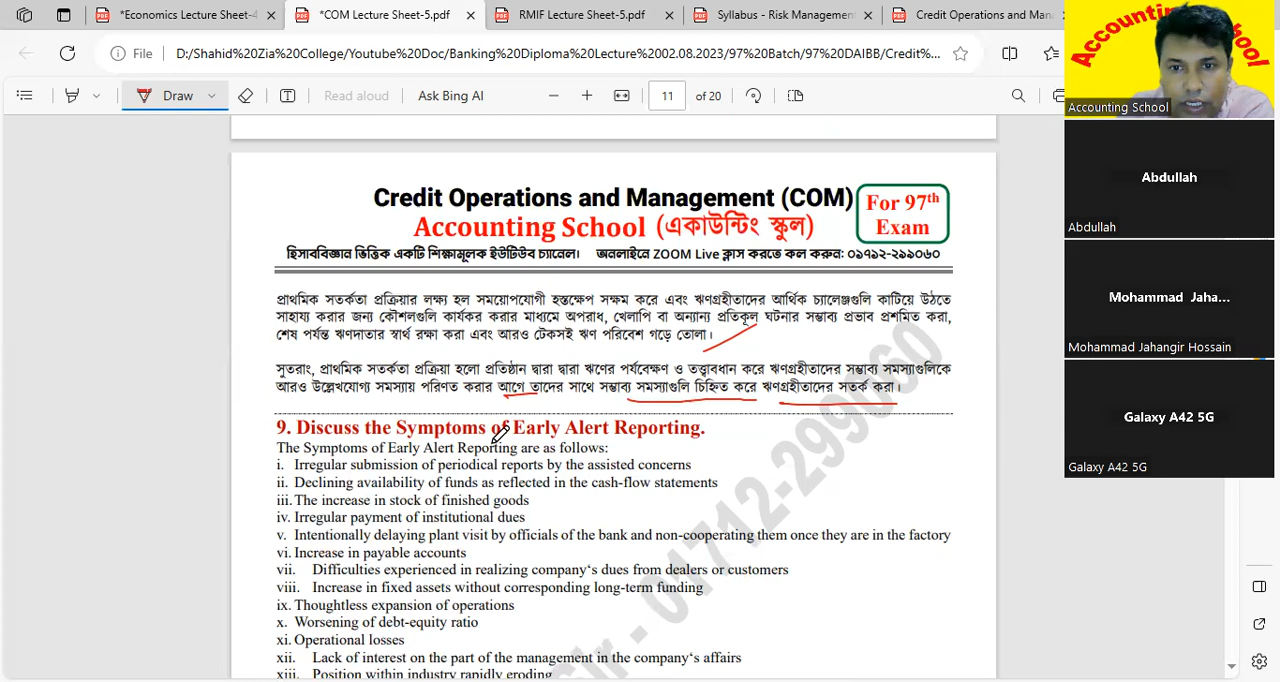 *Economics Lecture Sheet-4
*COM Lecture Sheet-5.pdf
RMIF Lecture Sheet-5.pdf
Syllabus - Risk Management
Credit Operations and Mana
File
D:/Shahid%20Zia%20College/Youtube%20Doc/Banking%20Diploma%20Lecture%2002.08.2023/97%20Batch/97%20DAIBB/Credit%...
Draw
Read aloud
Ask Bing AI
11
of 20
Accounting School
Accounting School
Abdullah
Abdullah
Mohammad Jaha...
Mohammad Jahangir Hossain
Galaxy A42 5G
Galaxy A42 5G
Credit Operations and Management (COM)
For 97th
Exam
Accounting School (একাউন্টিং স্কুল)
হিসাববিজ্ঞান ভিত্তিক একটি শিক্ষামূলক ইউটিউব চ্যানেল। অনলাইনে ZOOM Live ক্লাস করতে কল করুন: ০১৭১২-২৯৯০৬০
প্রাথমিক সতর্কতা প্রক্রিয়ার লক্ষ্য হল সময়োপযোগী হস্তক্ষেপ সক্ষম করে এবং ঋণগ্রহীতাদের আর্থিক চ্যালেঞ্জগুলি কাটিয়ে উঠতে
সাহায্য করার জন্য কৌশলগুলি কার্যকর করার মাধ্যমে অপরাধ, খেলাপি বা অন্যান্য প্রতিকূল ঘটনার সম্ভাব্য প্রভাব প্রশমিত করা,
শেষ পর্যন্ত ঋণদাতার স্বার্থ রক্ষা করা এবং আরও টেকসই ঋণ পরিবেশ গড়ে তোলা।
সুতরাং, প্রাথমিক সতর্কতা প্রক্রিয়া হলো প্রতিষ্ঠান দ্বারা দ্বারা ঋণের পর্যবেক্ষণ ও তত্ত্বাবধান করে ঋণগ্রহীতাদের সম্ভাব্য সমস্যাগুলিকে
আরও উল্লেখযোগ্য সমস্যায় পরিণত করার আগে তাদের সাথে সম্ভাব্য সমস্যাগুলি চিহ্নিত করে ঋণগ্রহীতাদের সতর্ক করা।
9. Discuss the Symptoms of Early Alert Reporting.
The Symptoms of Early Alert Reporting are as follows:
i. Irregular submission of periodical reports by the assisted concerns
ii. Declining availability of funds as reflected in the cash-flow statements
iii. The increase in stock of finished goods
iv. Irregular payment of institutional dues
v. Intentionally delaying plant visit by officials of the bank and non-cooperating them once they are in the factory
vi. Increase in payable accounts
vii. Difficulties experienced in realizing company‘s dues from dealers or customers
viii. Increase in fixed assets without corresponding long-term funding
ix. Thoughtless expansion of operations
x. Worsening of debt-equity ratio
xi. Operational losses
xii. Lack of interest on the part of the management in the company‘s affairs
xiii. Position within industry rapidly eroding
Sir - 01712-299060